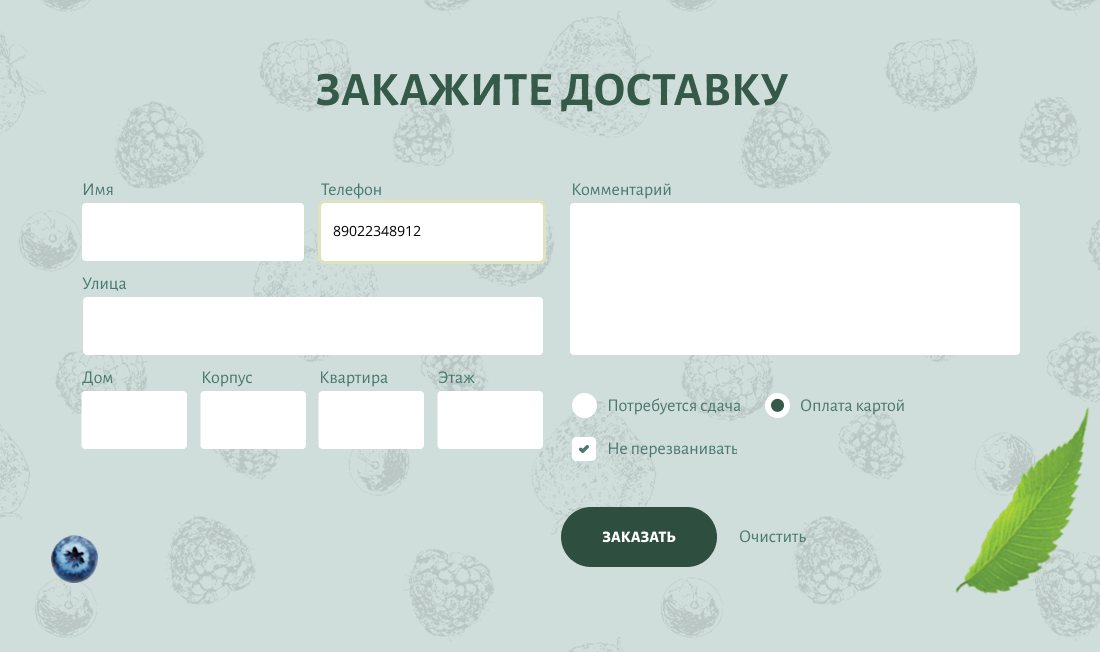 ЗАКАЖИТЕ ДОСТАВКУ
Имя
Телефон
Комментарий
89022348912
Улица
Дом
Корпус
Квартира
Этаж
Потребуется сдача
Оплата картой
Не перезванивать
ЗАКАЗАТЬ
Очистить